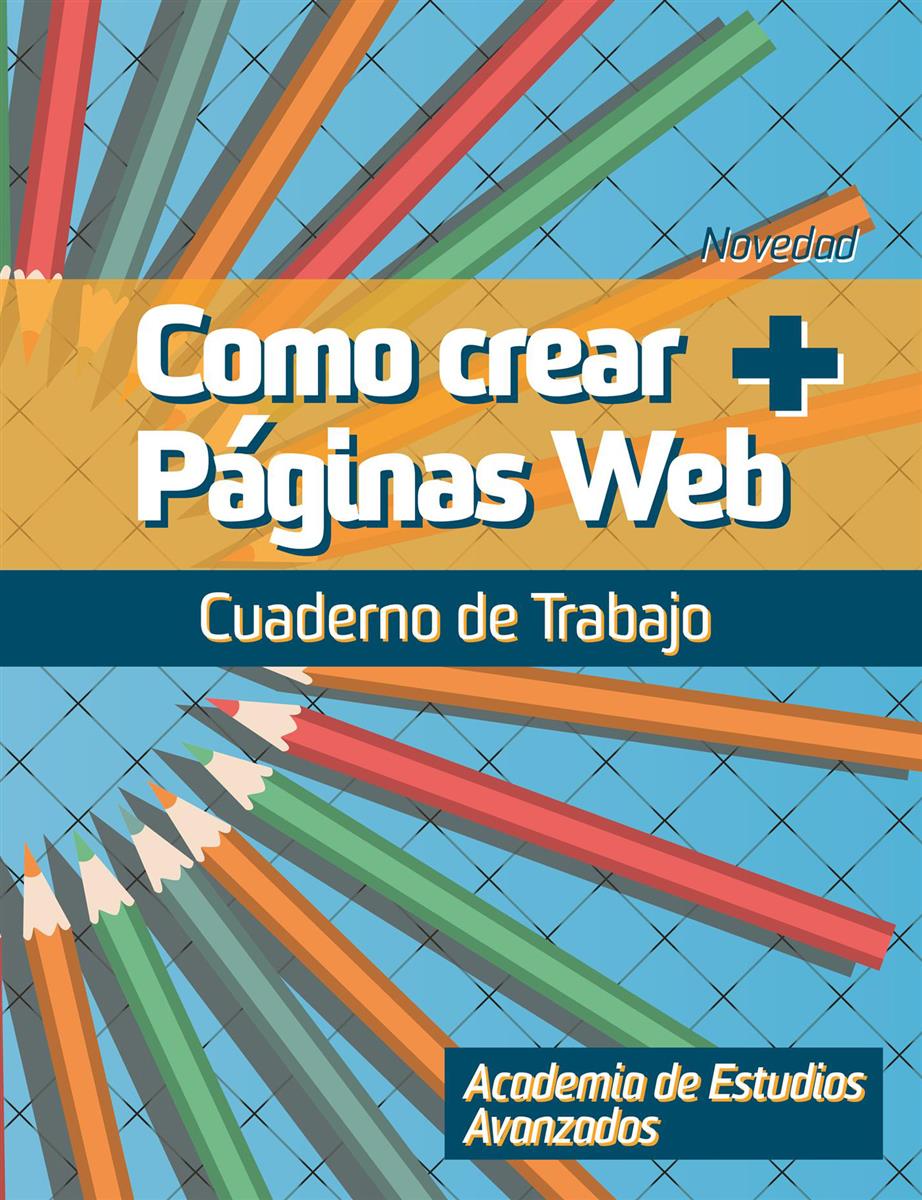 Novedad
Como crear +
Páginas Web
Cuaderno de Trabajo
Academia de Estudios
Avanzados